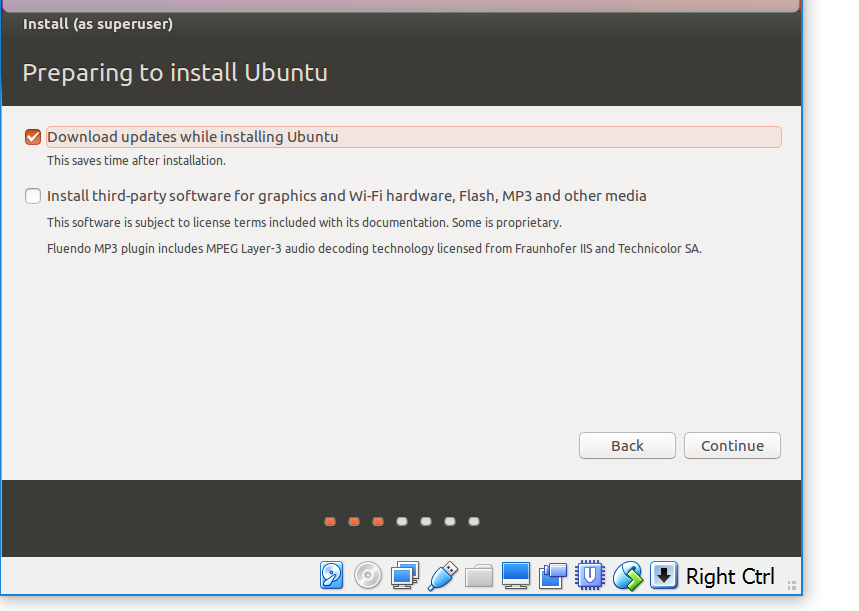 Install (as superuser)
Preparing to install Ubuntu
Download updates while installing Ubuntu
This saves time after installation.
Install third-party software for graphics and Wi-Fi hardware, Flash, MP3 and other media
This software is subject to license terms included with its documentation. Some is proprietary.
Fluendo MP3 plugin includes MPEG Layer-3 audio decoding technology licensed from Fraunhofer IIS and Technicolor SA.
Back Continue
Right Ctrl